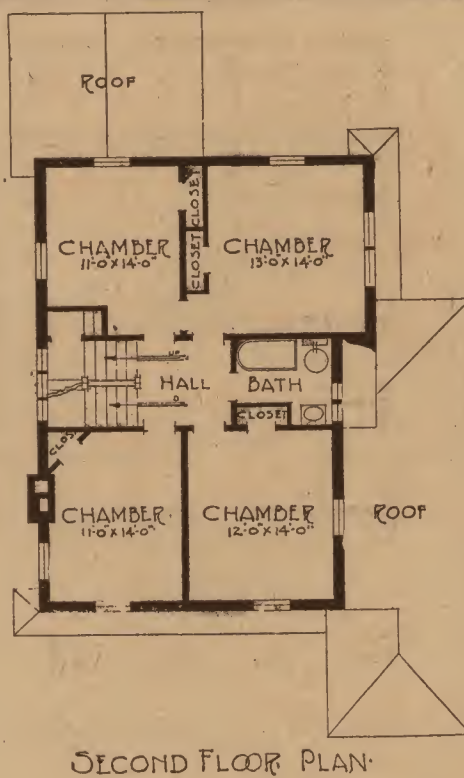 ROOF
CLOSET
CLOSET
CHAMBER
11'-0" X 14'-0"
CHAMBER
13'-0" X 14'-0"
UP
HALL
BATH
D
CLOSET
CLOS
CHAMBER
11'-0" X 14'-0"
CHAMBER
12'-0" X 14'-0"
ROOF
SECOND FLOOR PLAN.